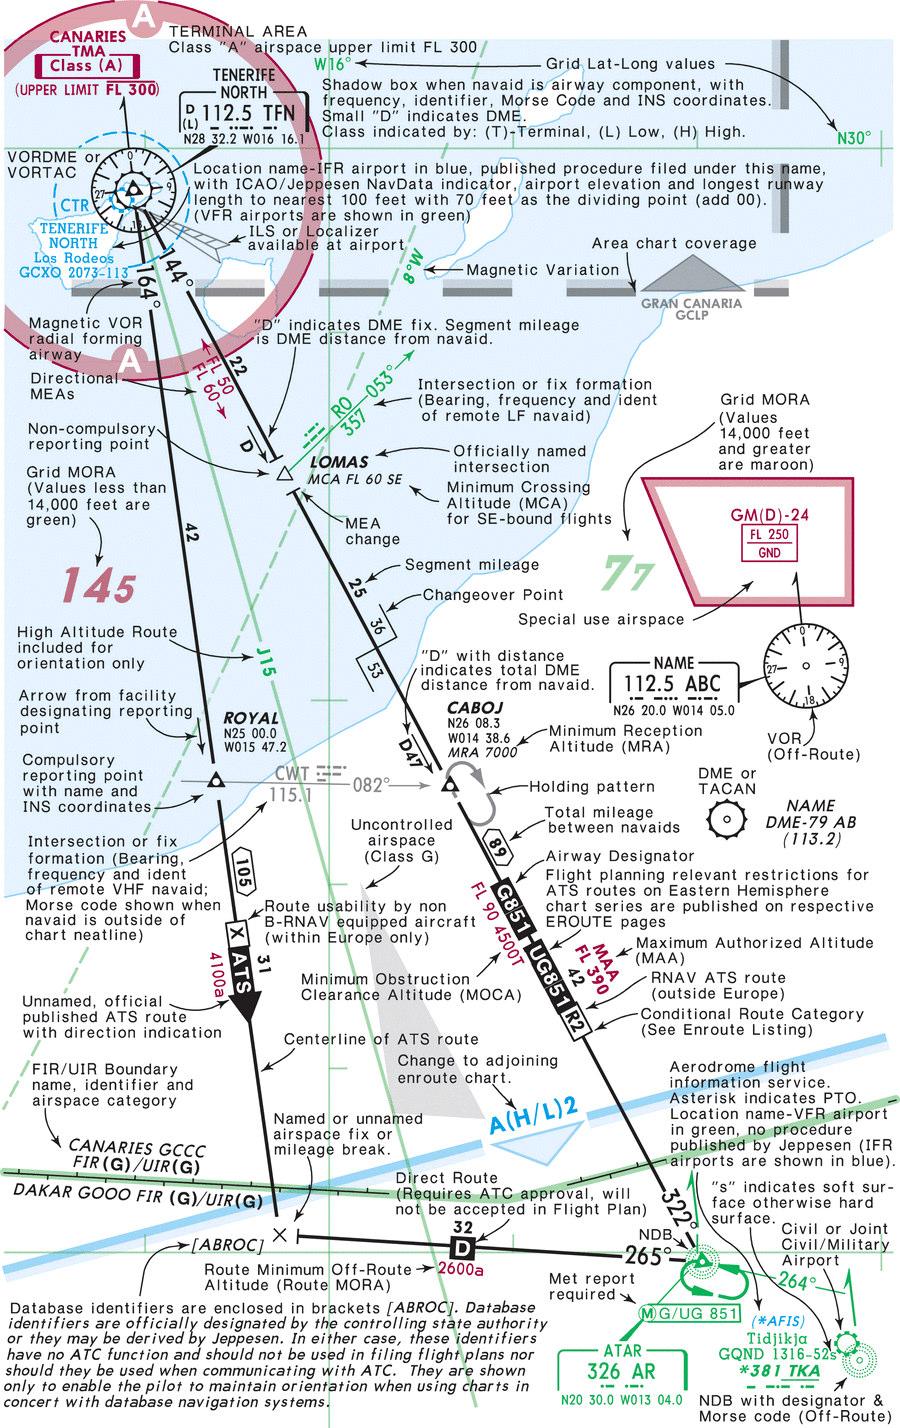 A
CANARIES
TMA
Class (A)
(UPPER LIMIT FL 300)
TERMINAL AREA
Class "A" airspace upper limit FL 300
W16°
Grid Lat-Long values
N30°
TENERIFE
NORTH
D
(L)
112.5 TFN
N28 32.2 W016 16.1
Shadow box when navaid is airway component, with
frequency, identifier, Morse Code and INS coordinates.
Small "D" indicates DME.
Class indicated by: (T)-Terminal, (L) Low, (H) High.
VORDME or
VORTAC
0
9
18
27
CTR
TENERIFE
NORTH
Los Rodeos
GCXO 2073-113
Location name-IFR airport in blue, published procedure filed under this name,
with ICAO/Jeppesen NavData indicator, airport elevation and longest runway
length to nearest 100 feet with 70 feet as the dividing point (add 00).
(VFR airports are shown in green)
ILS or Localizer
available at airport
8°W
Magnetic Variation
Area chart coverage
GRAN CANARIA
GCLP
164°
144°
Magnetic VOR
radial forming
airway
A
"D" indicates DME fix. Segment mileage
is DME distance from navaid.
22
FL 50
FL 60
Directional
MEAs
D
RO
357
053°
Intersection or fix formation
(Bearing, frequency and ident
of remote LF navaid)
Grid MORA
(Values
14,000 feet
and greater
are maroon)
Non-compulsory
reporting point
LOMAS
MCA FL 60 SE
Officially named
intersection
Minimum Crossing
Altitude (MCA)
for SE-bound flights
Grid MORA
(Values less than
14,000 feet are
green)
145
42
MEA
change
77
GM(D)-24
FL 250
GND
Special use airspace
Segment mileage
25
Changeover Point
36
53
High Altitude Route
included for
orientation only
J15
"D" with distance
indicates total DME
distance from navaid.
D47
NAME
112.5 ABC
N26 20.0 W014 05.0
0
9
18
27
VOR
(Off-Route)
Arrow from facility
designating reporting
point
ROYAL
N25 00.0
W015 47.2
CABOJ
N26 08.3
W014 38.6
MRA 7000
Minimum Reception
Altitude (MRA)
Compulsory
reporting point
with name and
INS coordinates
CWT
115.1
082°
Holding pattern
DME or
TACAN
NAME
DME-79 AB
(113.2)
Total mileage
between navaids
89
Intersection or fix
formation (Bearing,
frequency and ident
of remote VHF navaid;
Morse code shown when
navaid is outside of
chart neatline)
105
Uncontrolled
airspace
(Class G)
Airway Designator
Flight planning relevant restrictions for
ATS routes on Eastern Hemisphere
chart series are published on respective
EROUTE pages
G851
UG851
R2
FL 90 4500T
MAA
FL 390
42
Route usability by non
B-RNAV equipped aircraft
(within Europe only)
X
ATS
4100a
31
Maximum Authorized Altitude
(MAA)
RNAV ATS route
(outside Europe)
Conditional Route Category
(See Enroute Listing)
Minimum Obstruction
Clearance Altitude (MOCA)
Unnamed, official
published ATS route
with direction indication
Centerline of ATS route
Change to adjoining
enroute chart.
A(H/L)2
FIR/UIR Boundary
name, identifier and
airspace category
Named or unnamed
airspace fix or
mileage break.
Aerodrome flight
information service.
Asterisk indicates PTO.
Location name-VFR airport
in green, no procedure
published by Jeppesen (IFR
airports are shown in blue).
CANARIES GCCC
FIR(G)/UIR(G)
DAKAR GOOO FIR (G)/UIR(G)
Direct Route
(Requires ATC approval, will
not be accepted in Flight Plan)
"s" indicates soft sur-
face otherwise hard
surface.
322°
[ABROC]
32
D
2600a
265°
NDB
Civil or Joint
Civil/Military
Airport
Route Minimum Off-Route
Altitude (Route MORA)
Met report
required
M G/UG 851
264°
(*AFIS)
Tidjikja
GQND 1316-52s
*381 TKA
ATAR
326 AR
N20 30.0 W013 04.0
NDB with designator &
Morse code (Off-Route)
Database identifiers are enclosed in brackets [ABROC]. Database
identifiers are officially designated by the controlling state authority
or they may be derived by Jeppesen. In either case, these identifiers
have no ATC function and should not be used in filing flight plans nor
should they be used when communicating with ATC. They are shown
only to enable the pilot to maintain orientation when using charts in
concert with database navigation systems.